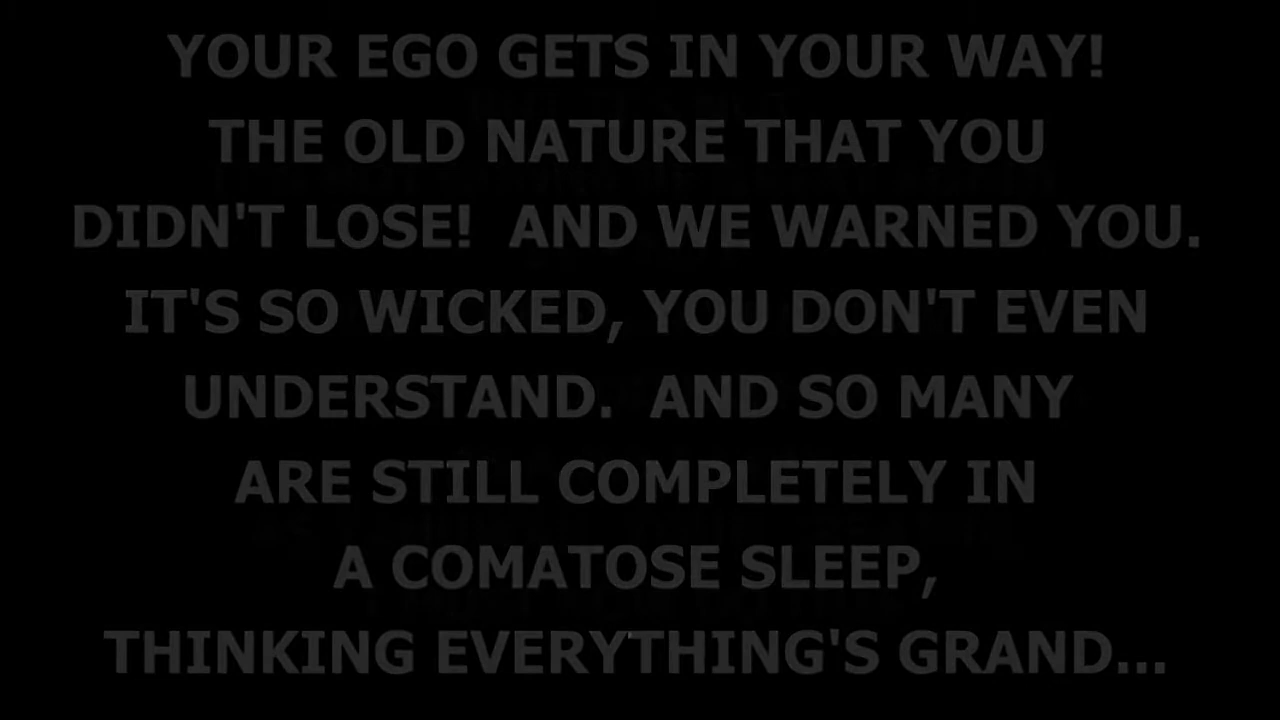 YOUR EGO GETS IN YOUR WAY!
THE OLD NATURE THAT YOU
DIDN'T LOSE!  AND WE WARNED YOU.
IT'S SO WICKED, YOU DON'T EVEN
UNDERSTAND.  AND SO MANY
ARE STILL COMPLETELY IN
A COMATOSE SLEEP,
THINKING EVERYTHING'S GRAND...